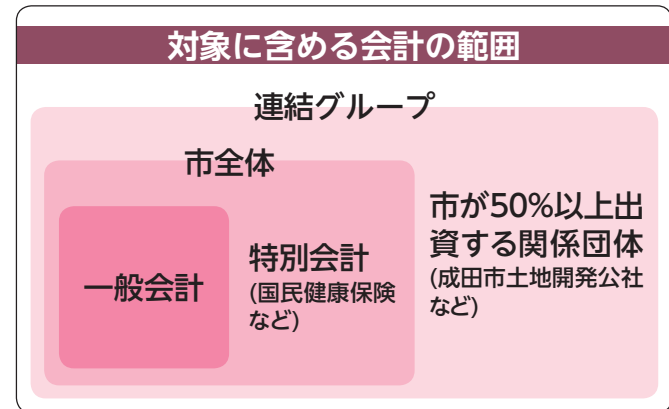 対象に含める会計の範囲
連結グループ
市全体
一般会計
特別会計
(国民健康保険
など)
市が50%以上出
資する関係団体
(成田市土地開発公社
など)